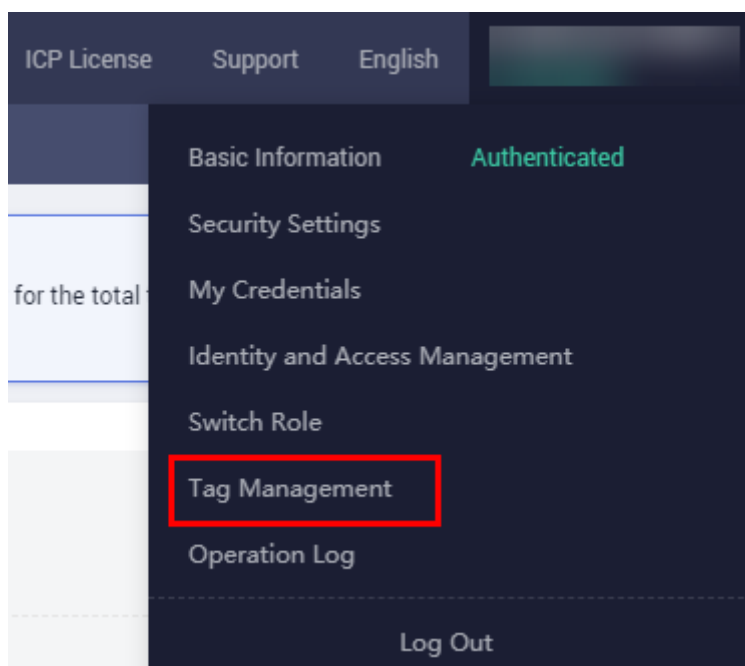 ICP License Support English
Basic Information Authenticated
Security Settings
for the total
My Credentials
Identity and Access Management
Switch Role
Tag Management
Operation Log
Log Out